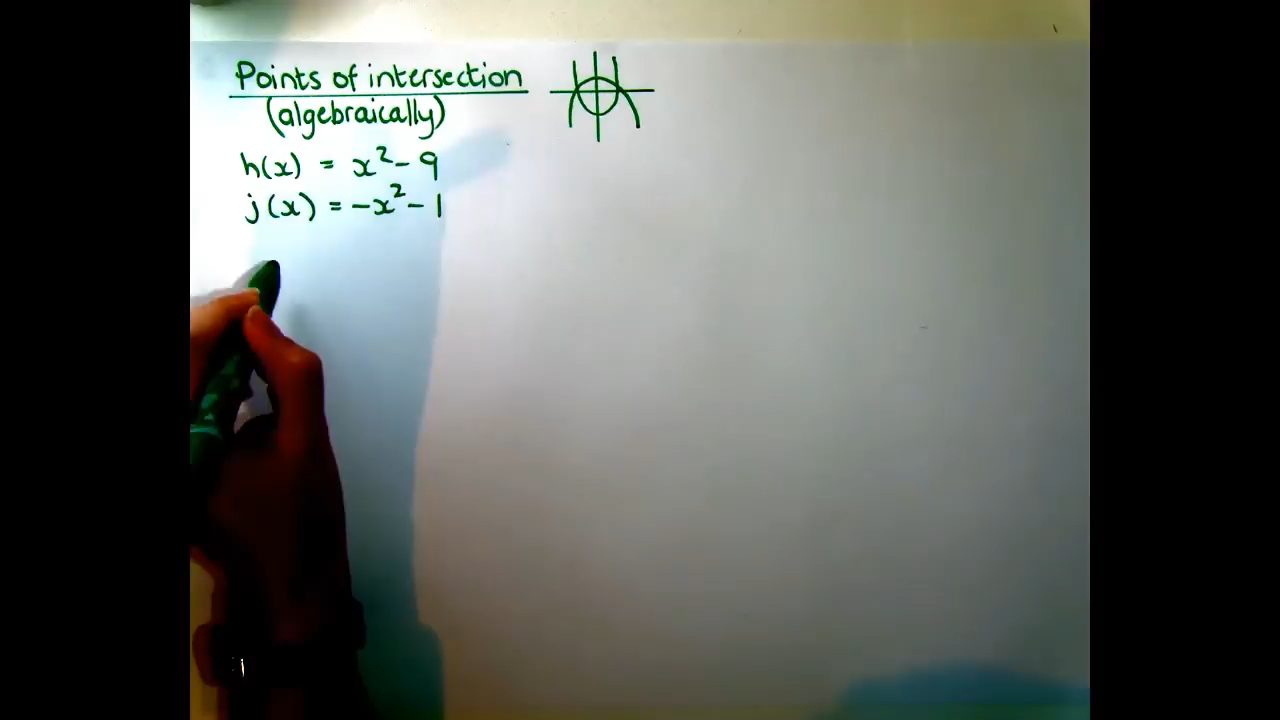 Points of intersection
(algebraically)
h(x) = x² - 9
j(x) = -x² - 1